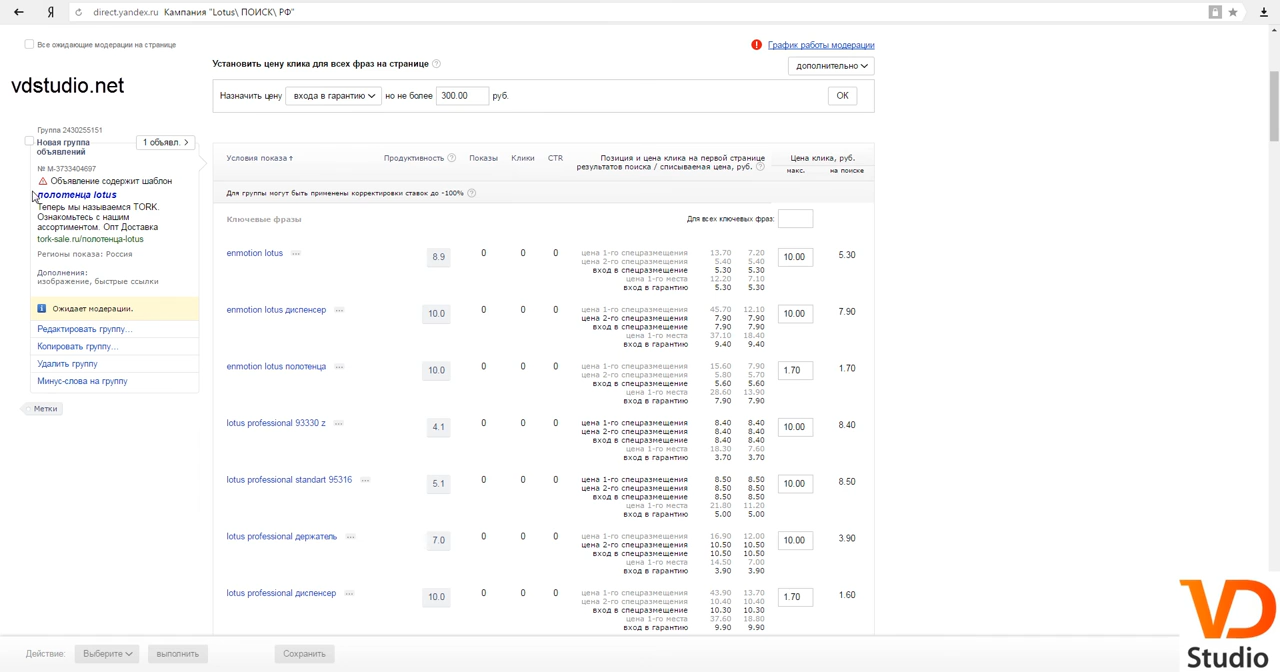 Я direct.yandex.ru Кампания "Lotus\ ПОИСК\ РФ"
Все ожидающие модерации на странице
График работы модерации
Установить цену клика для всех фраз на странице
дополнительно
vdstudio.net
Назначить цену входа в гарантию но не более 300.00 руб. ОК
Группа 2430255151
Новая группа объявлений
1 объявл.
№ M-3733404697
Объявление содержит шаблон
полотенца lotus
Теперь мы называемся TORK.
Ознакомьтесь с нашим
ассортиментом. Опт Доставка
tork-sale.ru/полотенца-lotus
Регионы показа: Россия
Дополнения:
изображение, быстрые ссылки
Ожидает модерации.
Редактировать группу...
Копировать группу...
Удалить группу
Минус-слова на группу
Метки
Условия показа Продуктивность Показы Клики CTR
Позиция и цена клика на первой странице
результатов поиска / списываемая цена, руб.
Цена клика, руб.
макс. на поиске
Для группы могут быть применены корректировки ставок до -100%
Ключевые фразы Для всех ключевых фраз:
enmotion lotus ... 8.9 0 0 0 10.00 5.30
цена 1-го спецразмещения 13.70 7.20
цена 2-го спецразмещения 5.40 5.40
вход в спецразмещение 5.30 5.30
цена 1-го места 12.20 7.10
вход в гарантию 5.30 5.30
enmotion lotus диспенсер ... 10.0 0 0 0 10.00 7.90
цена 1-го спецразмещения 45.70 12.10
цена 2-го спецразмещения 7.90 7.90
вход в спецразмещение 7.90 7.90
цена 1-го места 37.10 18.40
вход в гарантию 9.40 9.40
enmotion lotus полотенца ... 10.0 0 0 0 1.70 1.70
цена 1-го спецразмещения 15.60 7.90
цена 2-го спецразмещения 5.80 5.70
вход в спецразмещение 5.60 5.60
цена 1-го места 28.60 13.90
вход в гарантию 7.90 7.90
lotus professional 93330 z ... 4.1 0 0 0 10.00 8.40
цена 1-го спецразмещения 8.40 8.40
цена 2-го спецразмещения 8.40 8.40
вход в спецразмещение 8.40 8.40
цена 1-го места 18.30 7.60
вход в гарантию 3.70 3.70
lotus professional standart 95316 ... 5.1 0 0 0 10.00 8.50
цена 1-го спецразмещения 8.50 8.50
цена 2-го спецразмещения 8.50 8.50
вход в спецразмещение 8.50 8.50
цена 1-го места 21.80 11.20
вход в гарантию 5.00 5.00
lotus professional держатель ... 7.0 0 0 0 10.00 3.90
цена 1-го спецразмещения 16.90 12.00
цена 2-го спецразмещения 10.50 10.50
вход в спецразмещение 10.50 10.50
цена 1-го места 14.50 7.00
вход в гарантию 3.90 3.90
lotus professional диспенсер ... 10.0 0 0 0 1.70 1.60
цена 1-го спецразмещения 43.90 13.70
цена 2-го спецразмещения 10.40 10.40
вход в спецразмещение 10.30 10.30
цена 1-го места 37.60 18.80
вход в гарантию 9.90 9.90
Действие: Выберите выполнить Сохранить
VD
Studio